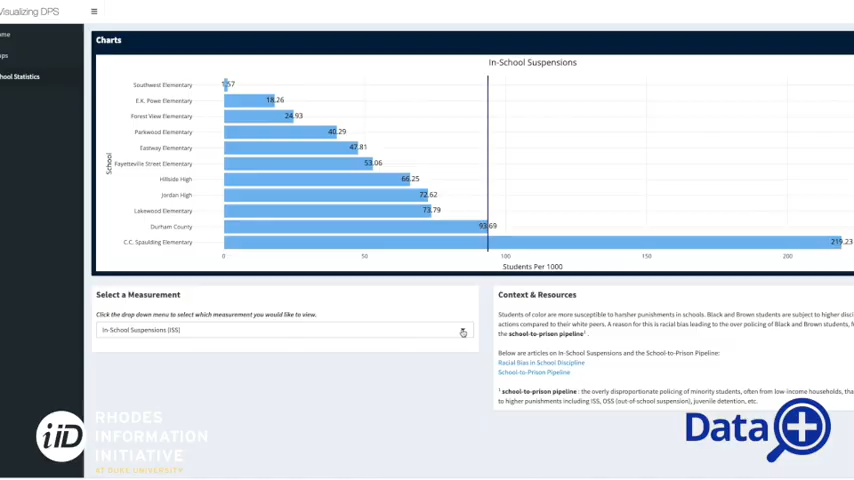 Visualizing DPS
ome
ps
hool Statistics
Charts
In-School Suspensions
School
Southwest Elementary
1.57
E.K. Powe Elementary
18.26
Forest View Elementary
24.93
Parkwood Elementary
40.29
Eastway Elementary
47.81
Fayetteville Street Elementary
53.06
Hillside High
66.25
Jordan High
72.62
Lakewood Elementary
73.79
Durham County
93.69
C.C. Spaulding Elementary
219.23
0 50 100 150 200
Students Per 1000
Select a Measurement
Click the drop down menu to select which measurement you would like to view.
In-School Suspensions (ISS)
Context & Resources
Students of color are more susceptible to harsher punishments in schools. Black and Brown students are subject to higher disci
actions compared to their white peers. A reason for this is racial bias leading to the over policing of Black and Brown students, f
the school-to-prison pipeline¹.
Below are articles on In-School Suspensions and the School-to-Prison Pipeline:
Racial Bias in School Discipline
School-to-Prison Pipeline
¹ school-to-prison pipeline: the overly disproportionate policing of minority students, often from low-income households, tha
to higher punishments including ISS, OSS (out-of-school suspension), juvenile detention, etc.
iiD
RHODES
INFORMATION
INITIATIVE
AT DUKE UNIVERSITY
Data+